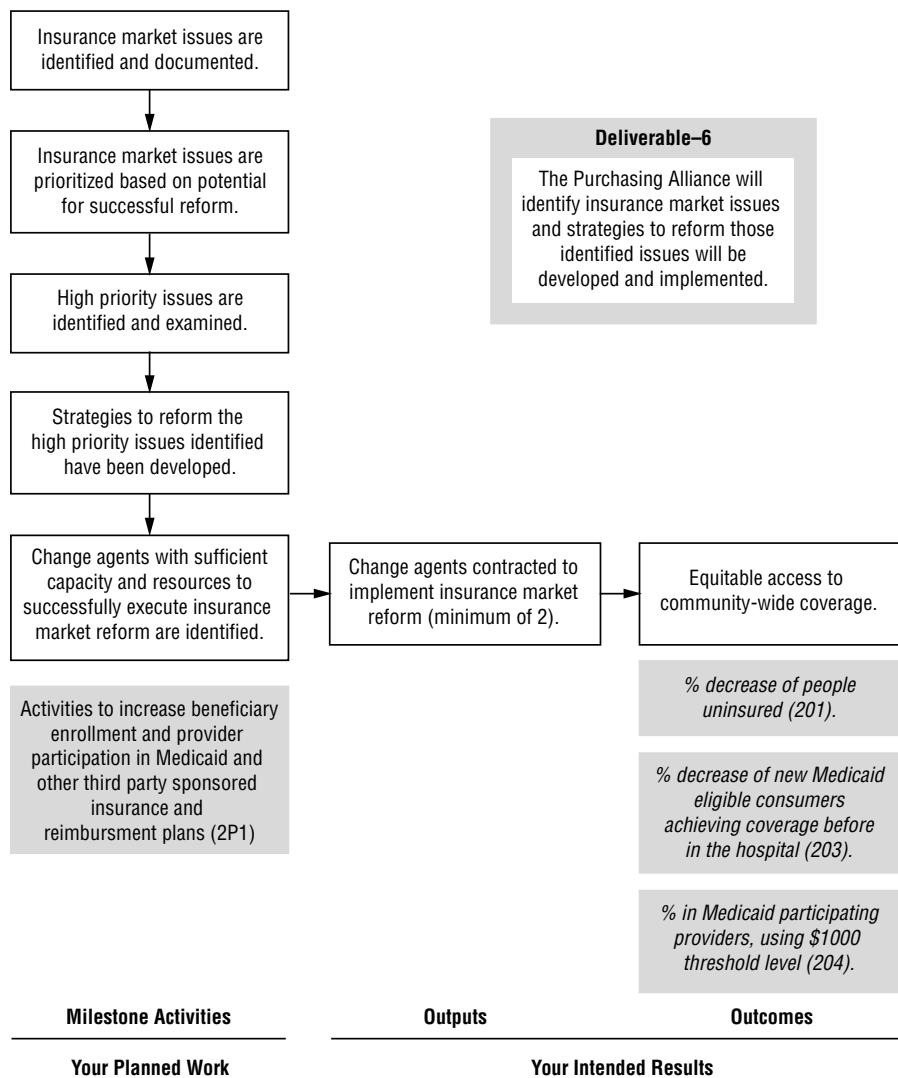 Insurance market issues are
identified and documented.
Insurance market issues are
prioritized based on potential
for successful reform.
High priority issues are
identified and examined.
Strategies to reform the
high priority issues identified
have been developed.
Change agents with sufficient
capacity and resources to
successfully execute insurance
market reform are identified.
Activities to increase beneficiary
enrollment and provider
participation in Medicaid and
other third party sponsored
insurance and
reimbursment plans (2P1)
Deliverable–6
The Purchasing Alliance will
identify insurance market issues
and strategies to reform those
identified issues will be
developed and implemented.
Change agents contracted to
implement insurance market
reform (minimum of 2).
Equitable access to
community-wide coverage.
% decrease of people
uninsured (201).
% decrease of new Medicaid
eligible consumers
achieving coverage before
in the hospital (203).
% in Medicaid participating
providers, using $1000
threshold level (204).
Milestone Activities
Outputs
Outcomes
Your Planned Work
Your Intended Results